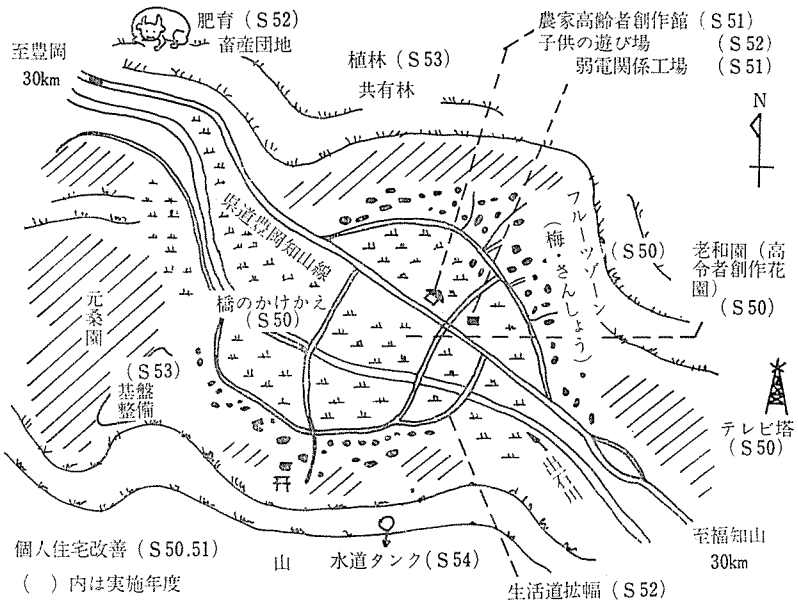 肥育（S52）
畜産団地
至豊岡
30km
植林（S53）
共有林
農家高齢者創作館（S51）
子供の遊び場（S52）
弱電関係工場（S51）
N
県道豊岡知山線
フルーツゾーン
（梅・さんしょう）
（S50）
老和園（高
令者創作花
園）
（S50）
橋のかけかえ
（S50）
元桑園
（S53）
基盤
整備
テレビ塔
（S50）
出石川
至福知山
30km
個人住宅改善（S50.51）
（　）内は実施年度
山
水道タンク（S54）
生活道拡幅（S52）